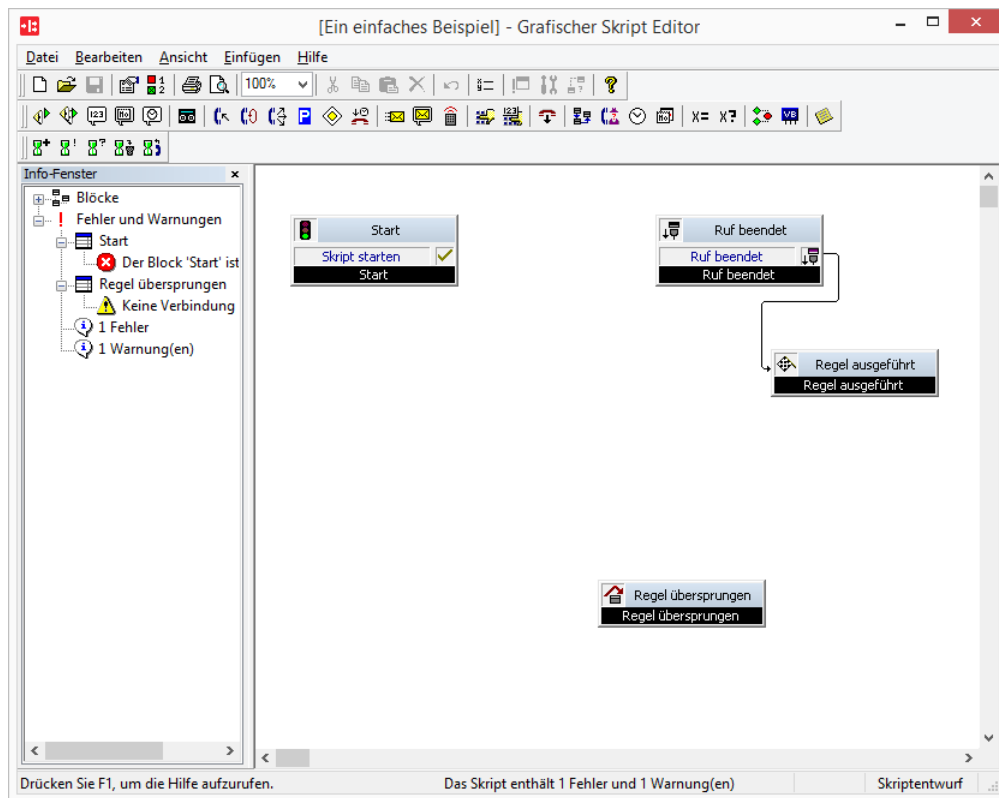 [Ein einfaches Beispiel] - Grafischer Skript Editor
Datei Bearbeiten Ansicht Einfügen Hilfe
100%
Info-Fenster
Blöcke
Fehler und Warnungen
Start
Der Block 'Start' ist
Regel übersprungen
Keine Verbindung
1 Fehler
1 Warnung(en)
Start
Skript starten
Start
Ruf beendet
Ruf beendet
Ruf beendet
Regel ausgeführt
Regel ausgeführt
Regel übersprungen
Regel übersprungen
Drücken Sie F1, um die Hilfe aufzurufen. Das Skript enthält 1 Fehler und 1 Warnung(en) Skriptentwurf